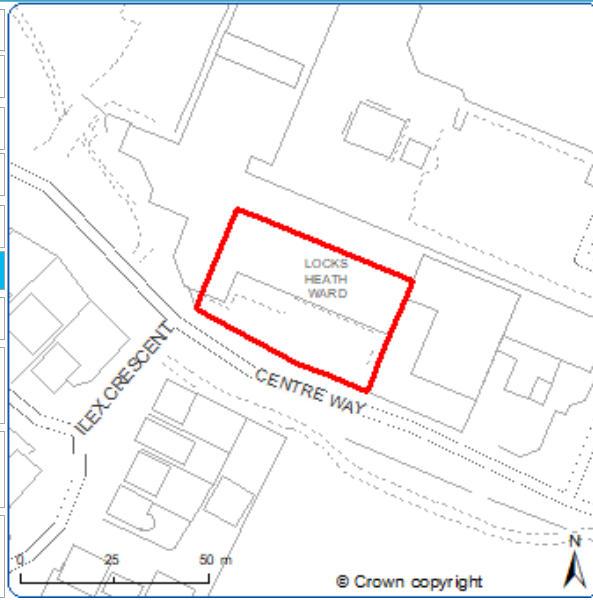 LOCKS
HEATH
WARD
ILEX CRESCENT
CENTRE WAY
0 25 50 m
N
© Crown copyright